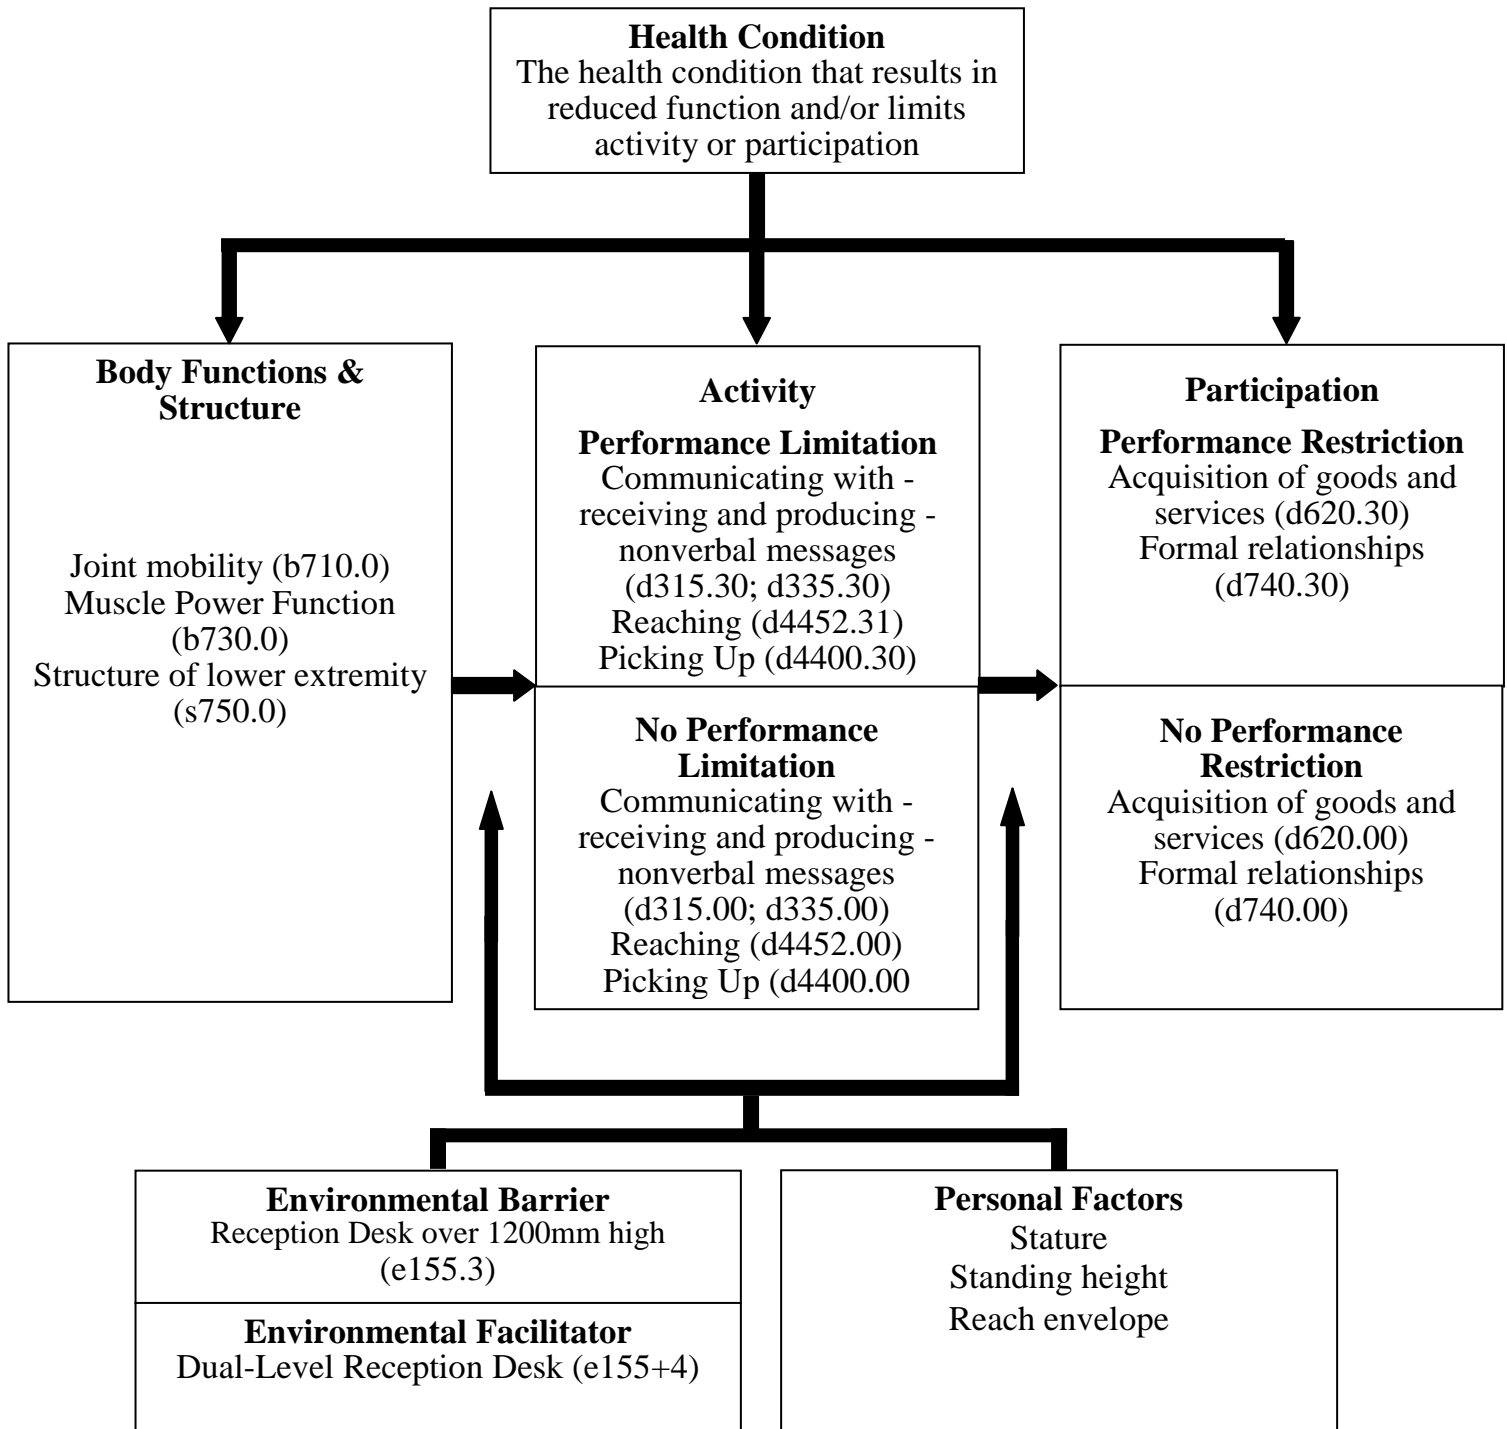 Health Condition
The health condition that results in
reduced function and/or limits
activity or participation
Body Functions &
Structure
Joint mobility (b710.0)
Muscle Power Function
(b730.0)
Structure of lower extremity
(s750.0)
Activity
Performance Limitation
Communicating with -
receiving and producing -
nonverbal messages
(d315.30; d335.30)
Reaching (d4452.31)
Picking Up (d4400.30)
No Performance
Limitation
Communicating with -
receiving and producing -
nonverbal messages
(d315.00; d335.00)
Reaching (d4452.00)
Picking Up (d4400.00
Participation
Performance Restriction
Acquisition of goods and
services (d620.30)
Formal relationships
(d740.30)
No Performance
Restriction
Acquisition of goods and
services (d620.00)
Formal relationships
(d740.00)
Environmental Barrier
Reception Desk over 1200mm high
(e155.3)
Environmental Facilitator
Dual-Level Reception Desk (e155+4)
Personal Factors
Stature
Standing height
Reach envelope